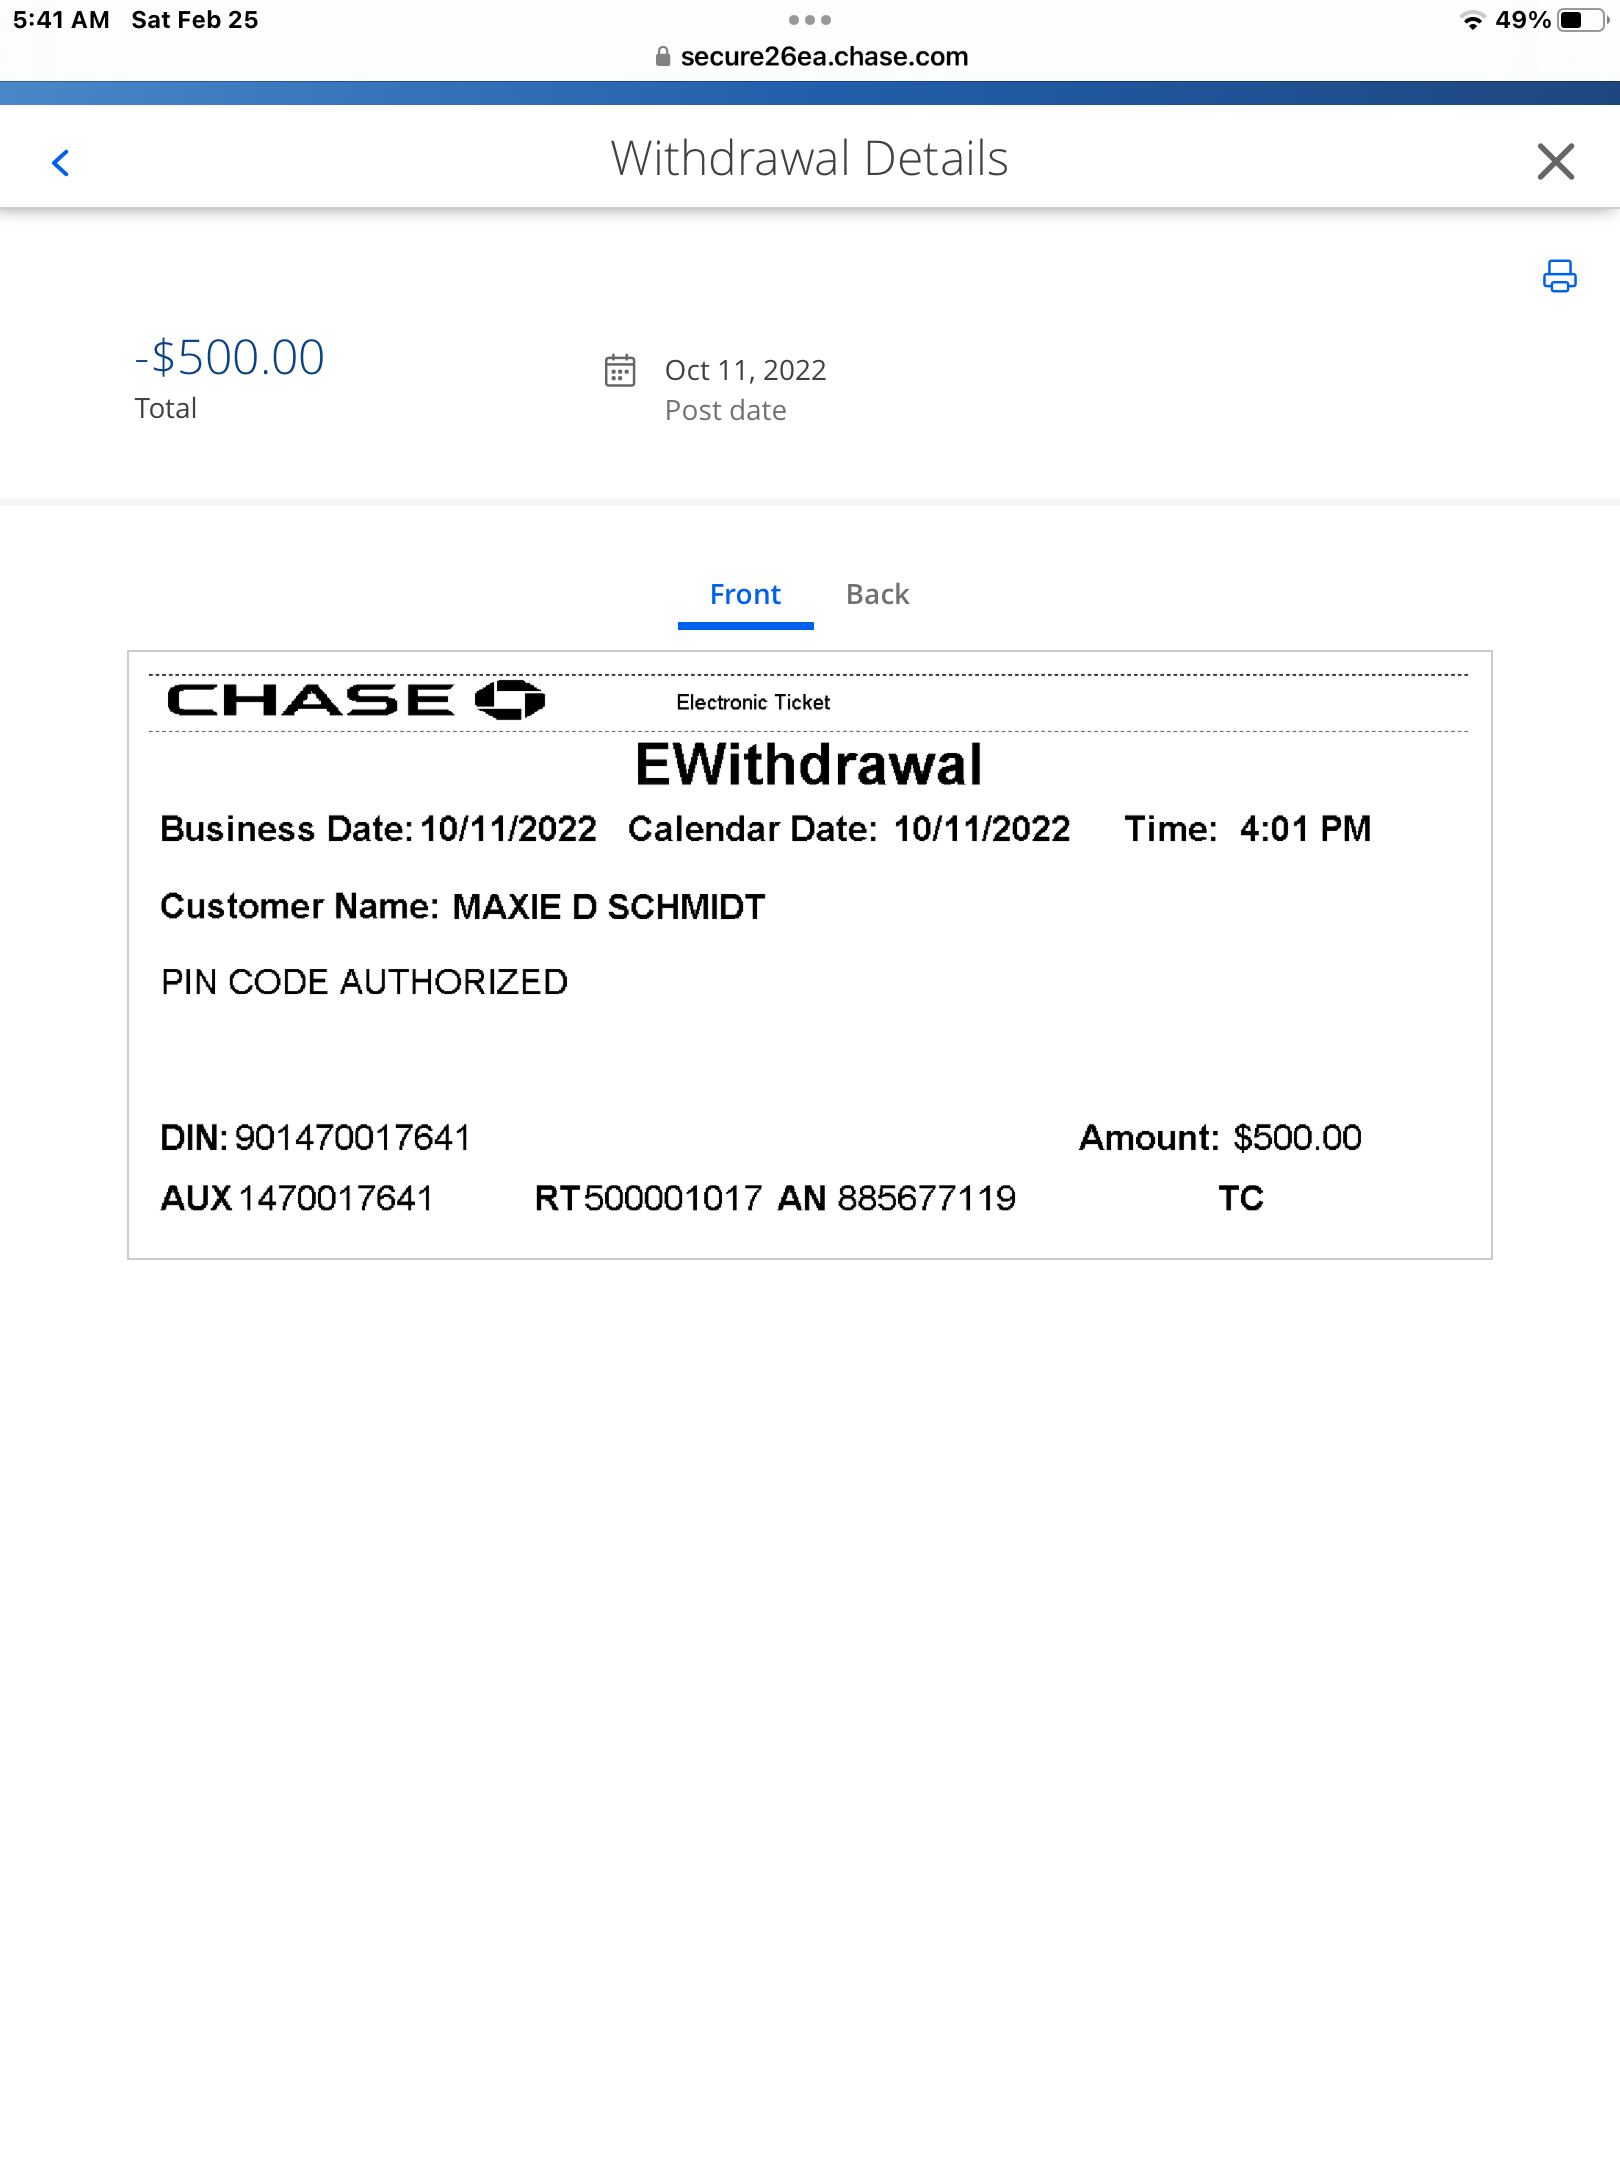 5:41 AM Sat Feb 25 49%
secure26ea.chase.com
Withdrawal Details
-$500.00
Total
Oct 11, 2022
Post date
Front Back
CHASE Electronic Ticket
EWithdrawal
Business Date: 10/11/2022 Calendar Date: 10/11/2022 Time: 4:01 PM
Customer Name: MAXIE D SCHMIDT
PIN CODE AUTHORIZED
DIN: 901470017641 Amount: $500.00
AUX 1470017641 RT 500001017 AN 885677119 TC